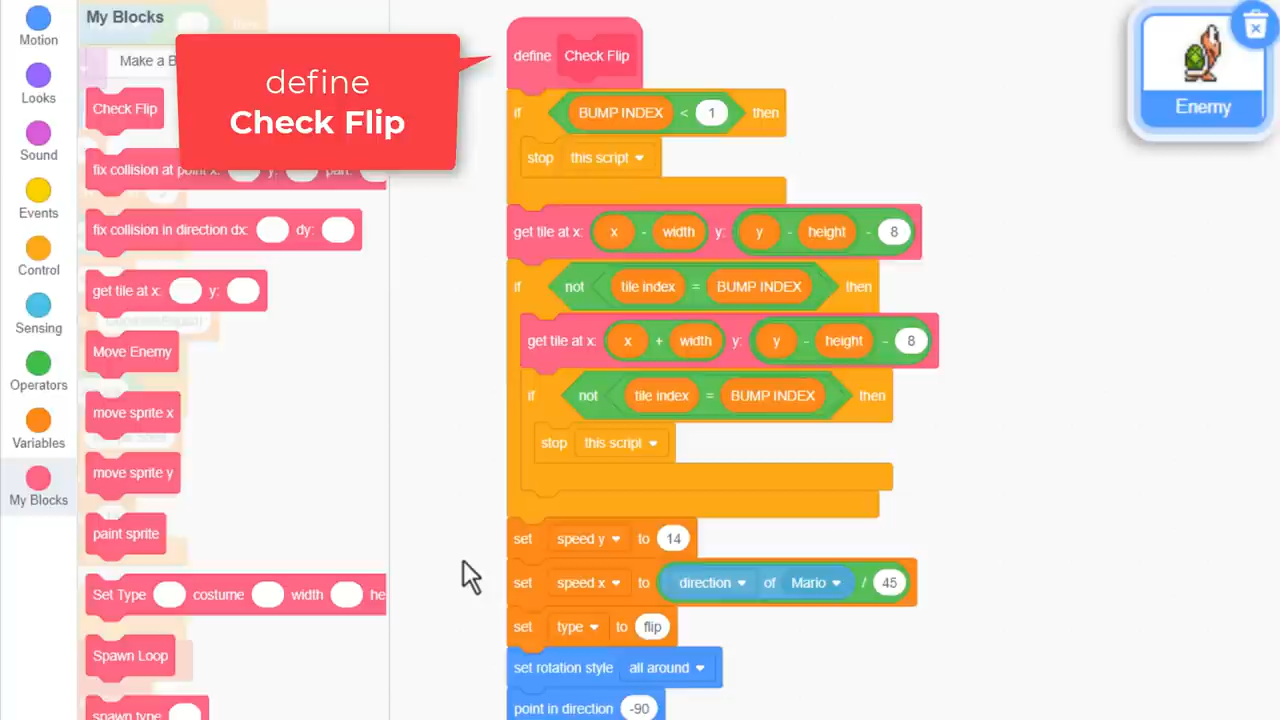 Motion
Looks
Sound
Events
Control
Sensing
Operators
Variables
My Blocks
My Blocks
Make a B
Check Flip
fix collision at point x: y: part:
fix collision in direction dx: dy:
get tile at x: y:
Move Enemy
move sprite x
move sprite y
paint sprite
Set Type costume width he
Spawn Loop
spawn type
define
Check Flip
define Check Flip
if BUMP INDEX < 1 then
stop this script
get tile at x: x - width y: y - height - 8
if not tile index = BUMP INDEX then
get tile at x: x + width y: y - height - 8
if not tile index = BUMP INDEX then
stop this script
set speed y to 14
set speed x to direction of Mario / 45
set type to flip
set rotation style all around
point in direction -90
Enemy